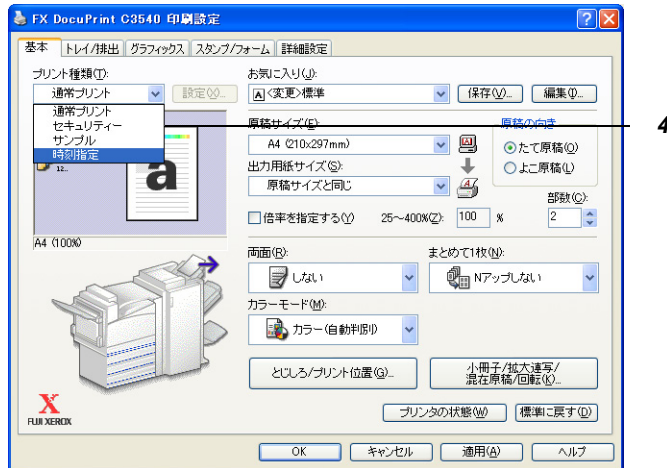 FX DocuPrint C3540 印刷設定
基本 トレイ/排出 グラフィックス スタンプ/フォーム 詳細設定
プリント種類(T):
通常プリント 設定(X)...
通常プリント
セキュリティー
サンプル
時刻指定
12...
a
A4 (100%)
FUJI XEROX
お気に入り(J):
A <変更>標準 保存(V)... 編集(I)...
原稿サイズ(E):
A4 (210x297mm)
出力用紙サイズ(S):
原稿サイズと同じ
原稿の向き
たて原稿(O)
よこ原稿(L)
部数(C):
2
倍率を指定する(Y) 25～400%(Z): 100 %
両面(R):
しない
まとめて1枚(N):
Nアップしない
カラーモード(M):
カラー(自動判別)
とじしろ/プリント位置(G)...
小冊子/拡大連写/
混在原稿/回転(K)...
プリンタの状態(W) 標準に戻す(D)
OK キャンセル 適用(A) ヘルプ
4